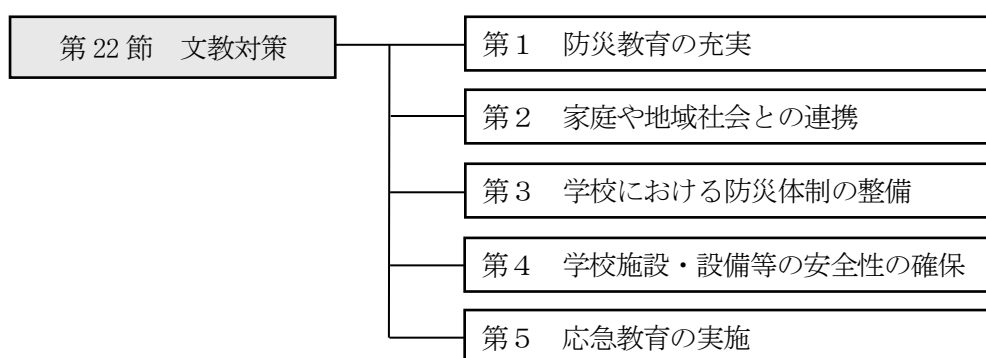 第22節　文教対策
第１　防災教育の充実
第２　家庭や地域社会との連携
第３　学校における防災体制の整備
第４　学校施設・設備等の安全性の確保
第５　応急教育の実施